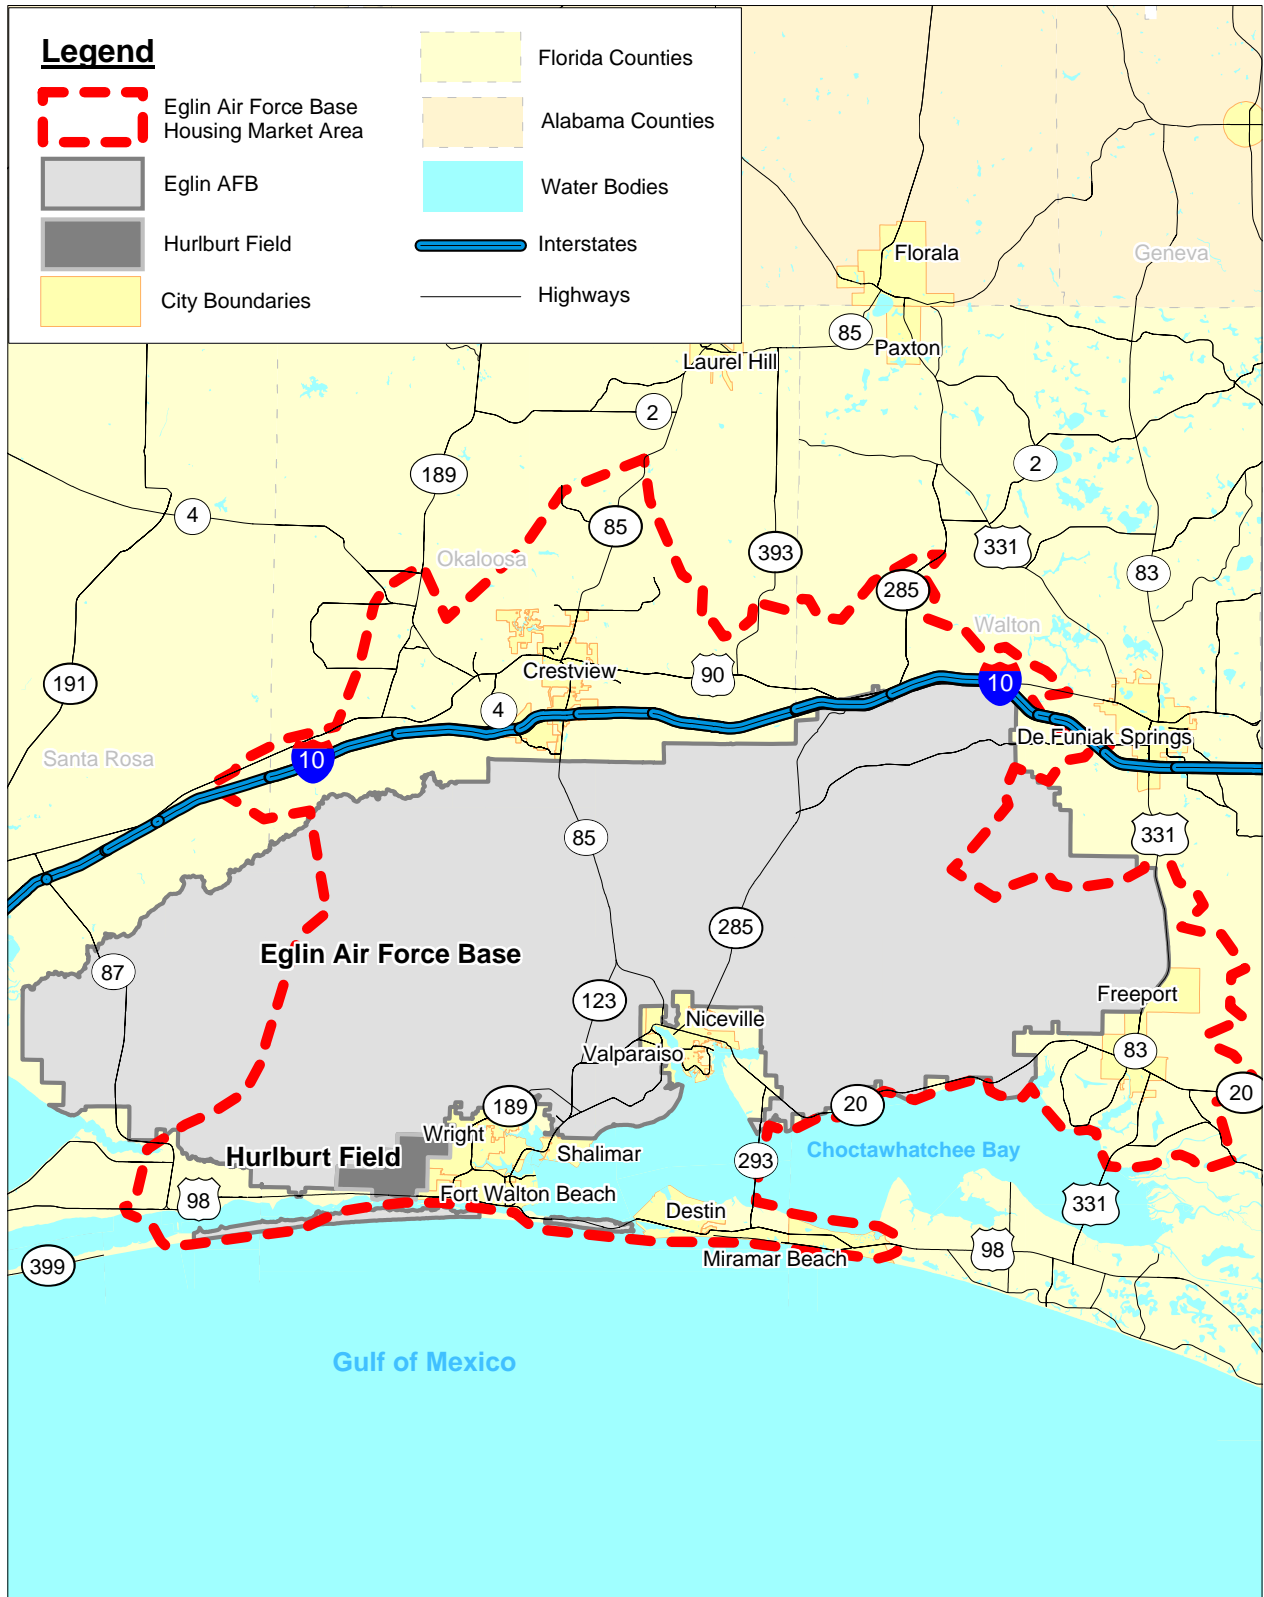 Legend
Eglin Air Force Base
Housing Market Area
Eglin AFB
Hurlburt Field
City Boundaries
Florida Counties
Alabama Counties
Water Bodies
Interstates
Highways
Florala
Geneva
85
Paxton
Laurel Hill
2
2
189
4
85
331
Okaloosa
393
83
285
Walton
Crestview
90
191
10
4
De Funiak Springs
Santa Rosa
10
85
331
285
Eglin Air Force Base
87
Freeport
123
Niceville
Valparaiso
83
20
189
20
Wright
Choctawhatchee Bay
Hurlburt Field
Shalimar
293
98
Fort Walton Beach
331
Destin
98
Miramar Beach
399
Gulf of Mexico